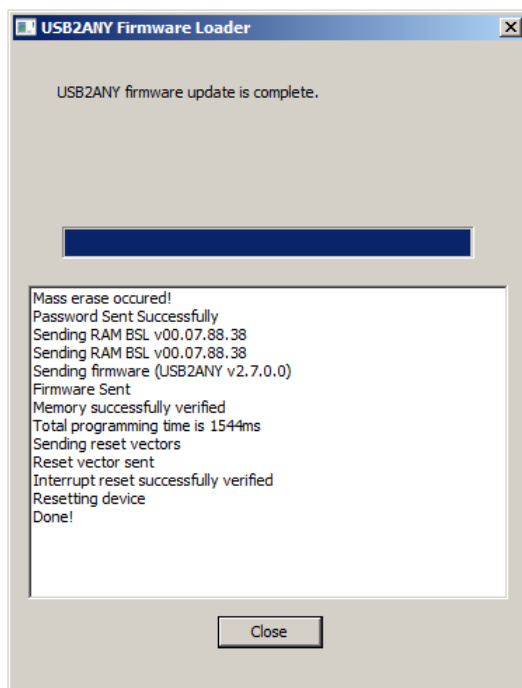 USB2ANY Firmware Loader
USB2ANY firmware update is complete.
Mass erase occured!
Password Sent Successfully
Sending RAM BSL v00.07.88.38
Sending RAM BSL v00.07.88.38
Sending firmware (USB2ANY v2.7.0.0)
Firmware Sent
Memory successfully verified
Total programming time is 1544ms
Sending reset vectors
Reset vector sent
Interrupt reset successfully verified
Resetting device
Done!
Close